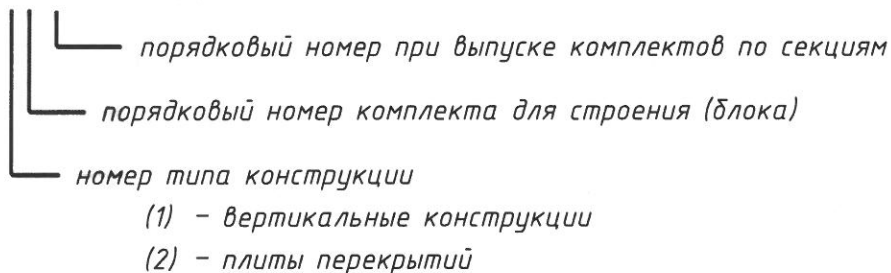 порядковый номер при выпуске комплектов по секциям
порядковый номер комплекта для строения (блока)
номер типа конструкции
(1) – вертикальные конструкции
(2) – плиты перекрытий